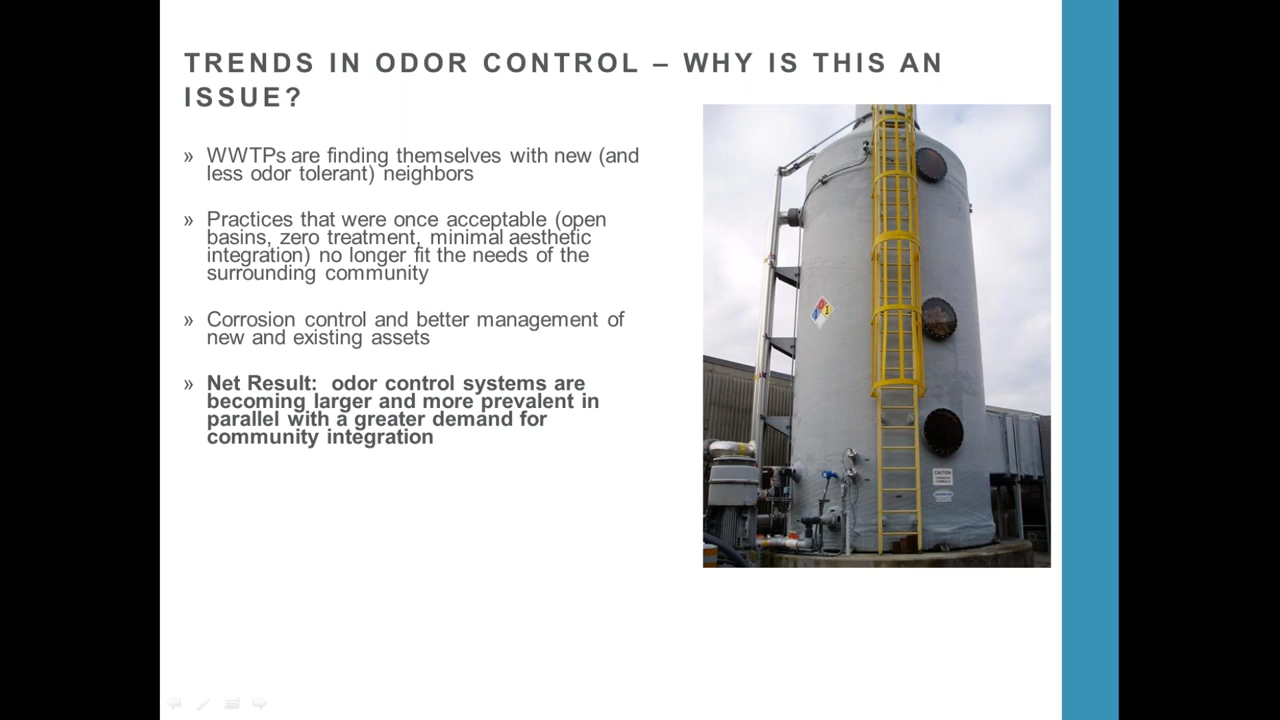 TRENDS IN ODOR CONTROL – WHY IS THIS AN
ISSUE?
» WWTPs are finding themselves with new (and
less odor tolerant) neighbors
» Practices that were once acceptable (open
basins, zero treatment, minimal aesthetic
integration) no longer fit the needs of the
surrounding community
» Corrosion control and better management of
new and existing assets
» Net Result:  odor control systems are
becoming larger and more prevalent in
parallel with a greater demand for
community integration
1
CAUTION